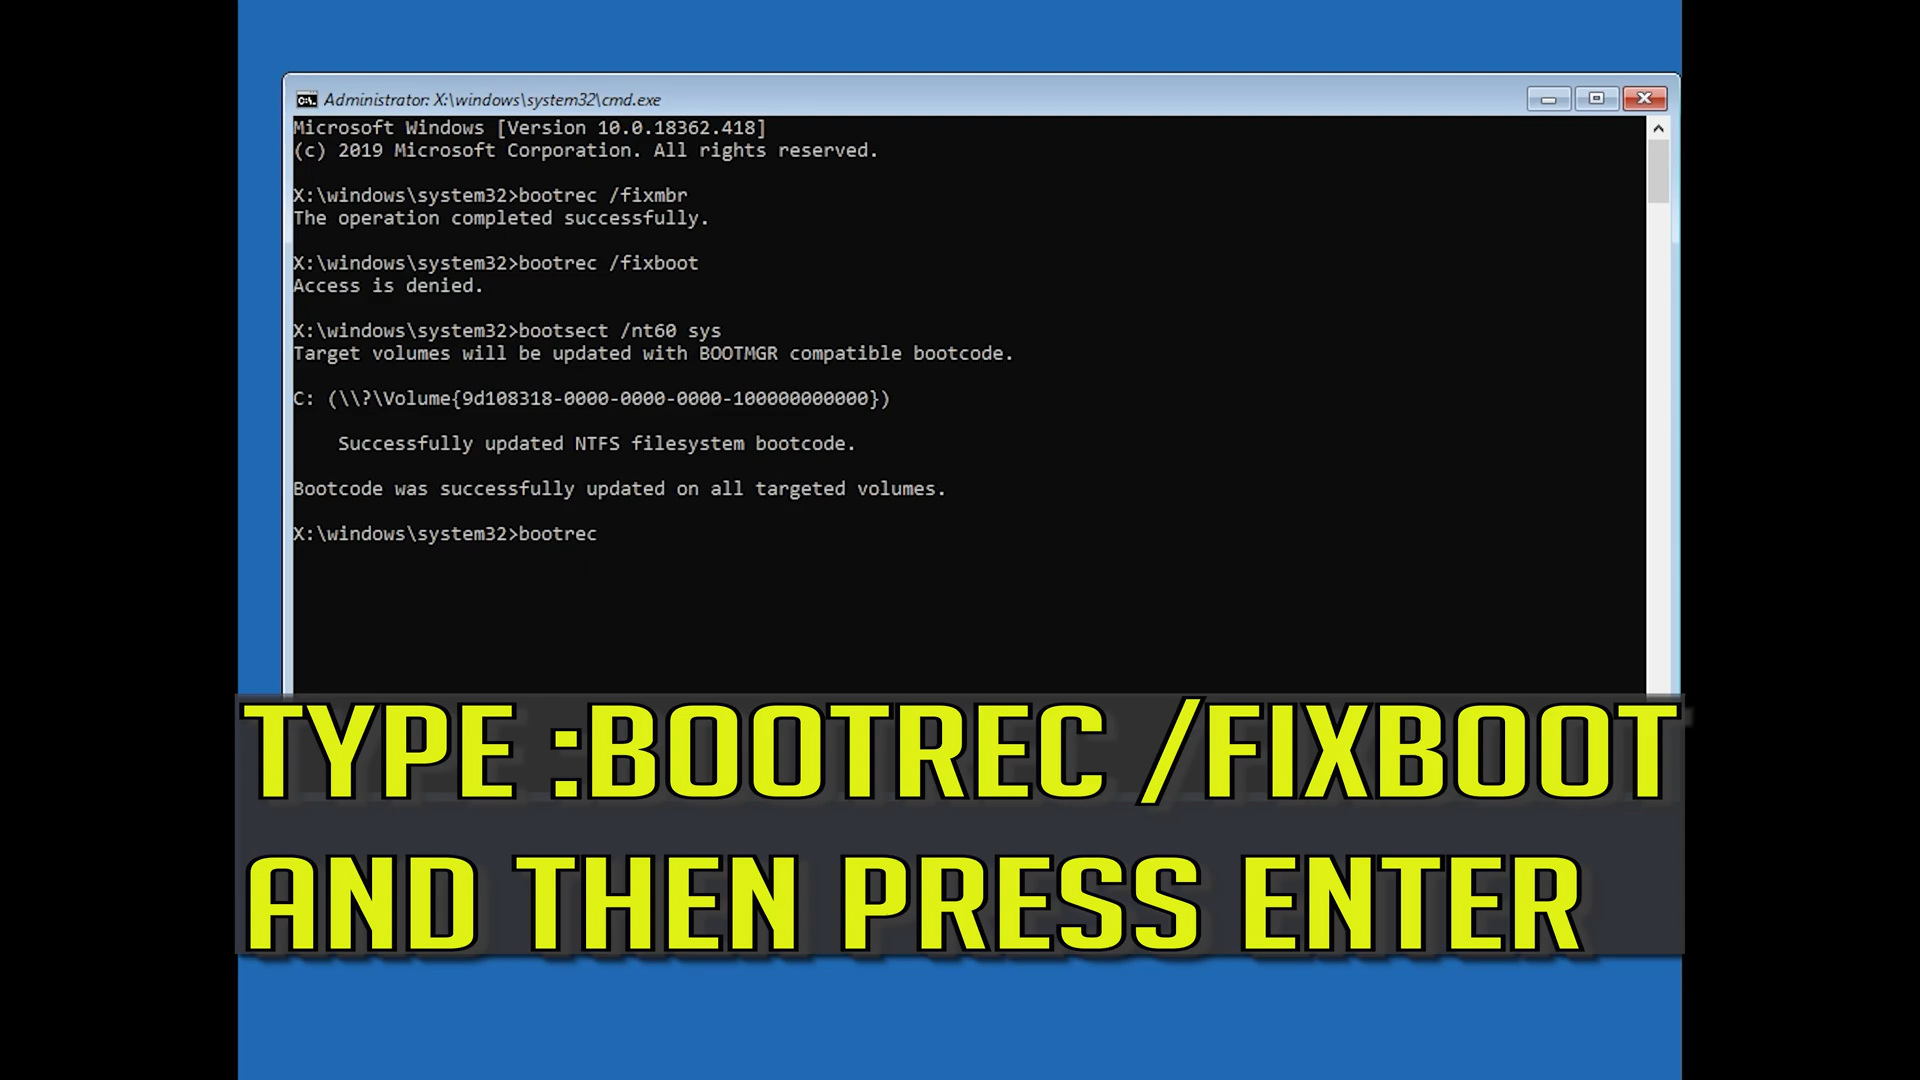 Administrator: X:\windows\system32\cmd.exe
Microsoft Windows [Version 10.0.18362.418]
(c) 2019 Microsoft Corporation. All rights reserved.
X:\windows\system32>bootrec /fixmbr
The operation completed successfully.
X:\windows\system32>bootrec /fixboot
Access is denied.
X:\windows\system32>bootsect /nt60 sys
Target volumes will be updated with BOOTMGR compatible bootcode.
C: (\\?\Volume{9d108318-0000-0000-0000-100000000000})
Successfully updated NTFS filesystem bootcode.
Bootcode was successfully updated on all targeted volumes.
X:\windows\system32>bootrec
TYPE :BOOTREC /FIXBOOT
AND THEN PRESS ENTER